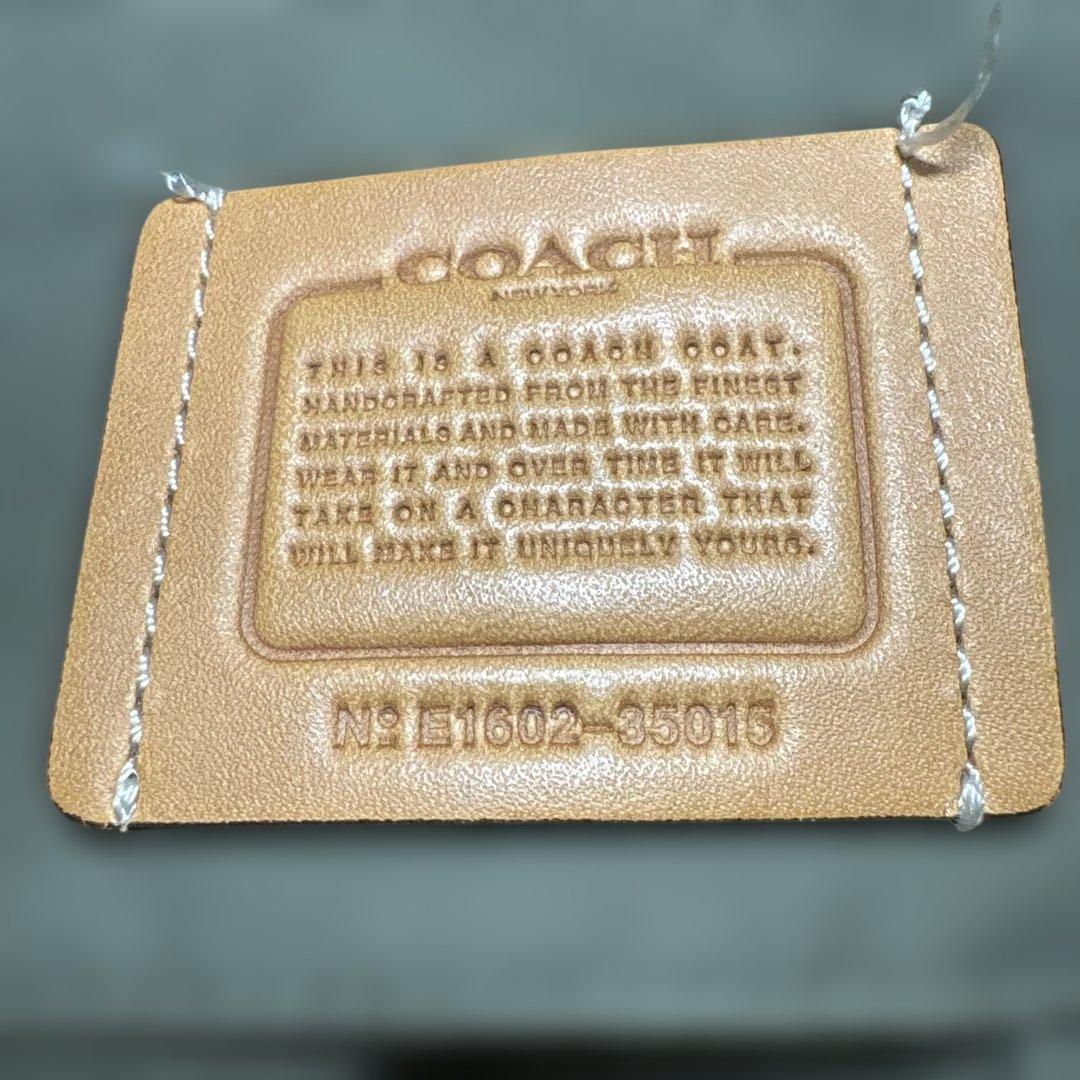 COACH
NEW YORK
THIS IS A COACH COAT.
HANDCRAFTED FROM THE FINEST
MATERIALS AND MADE WITH CARE.
WEAR IT AND OVER TIME IT WILL
TAKE ON A CHARACTER THAT
WILL MAKE IT UNIQUELY YOURS.
Nº E1602-35015